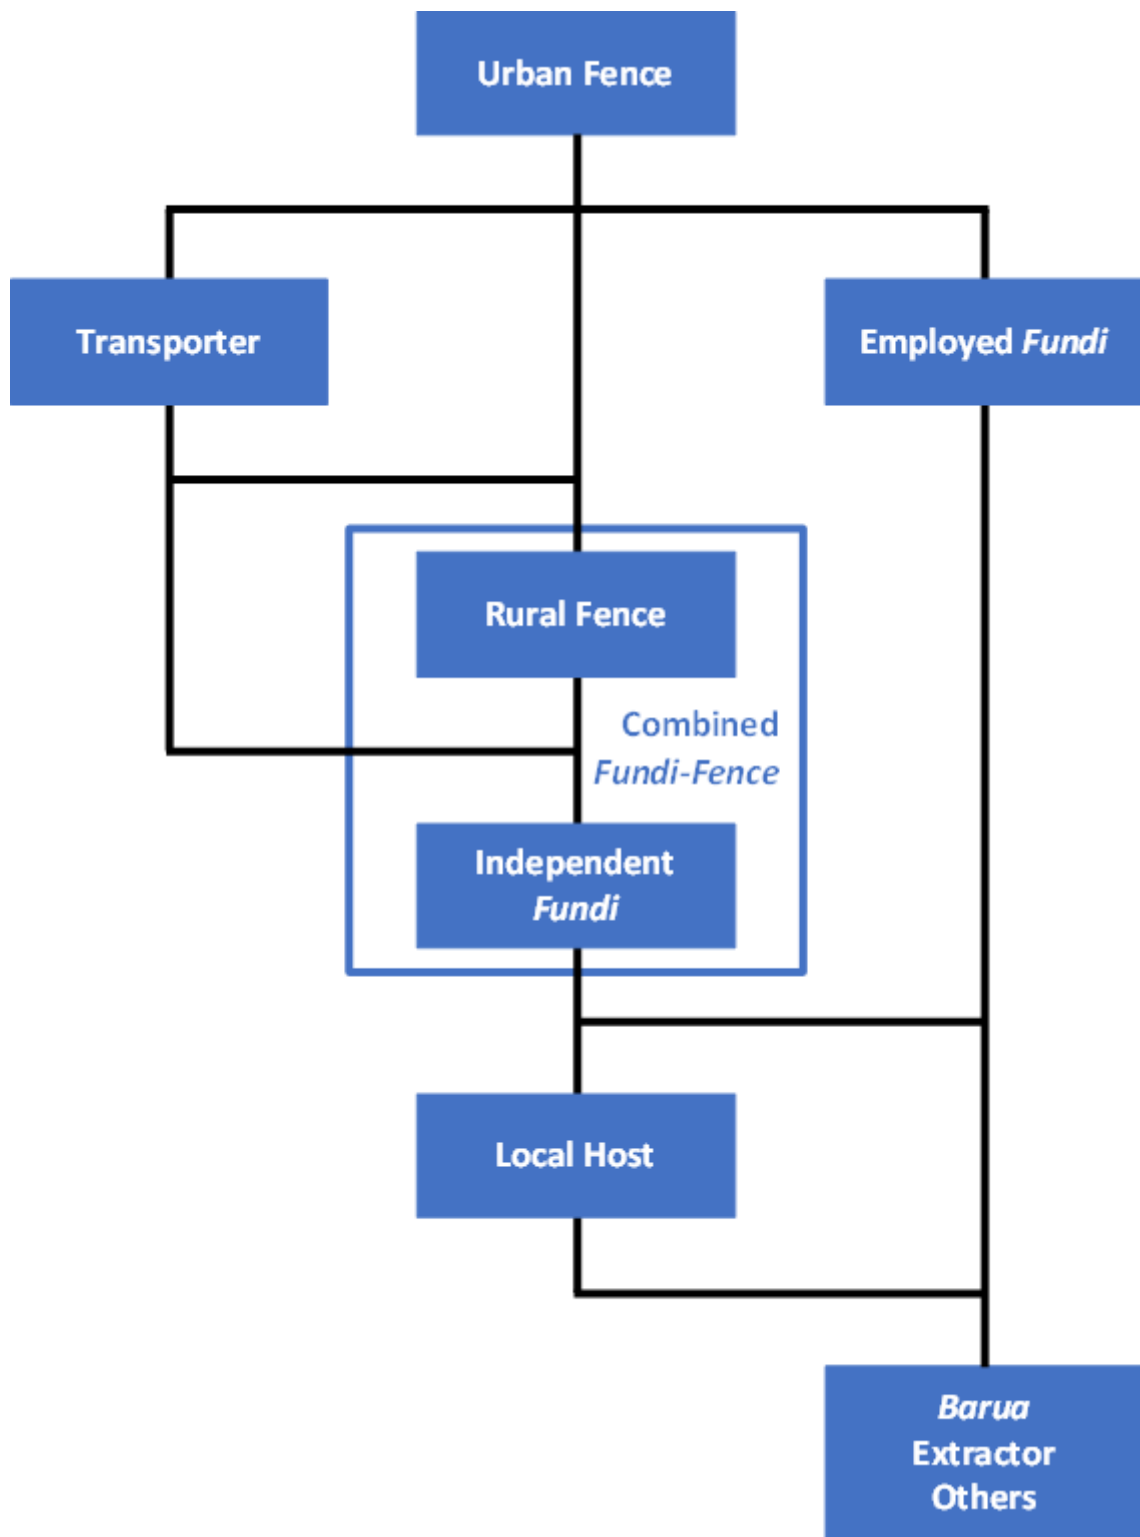 Urban Fence
Transporter
Employed Fundi
Rural Fence
Combined
Fundi-Fence
Independent
Fundi
Local Host
Barua
Extractor
Others